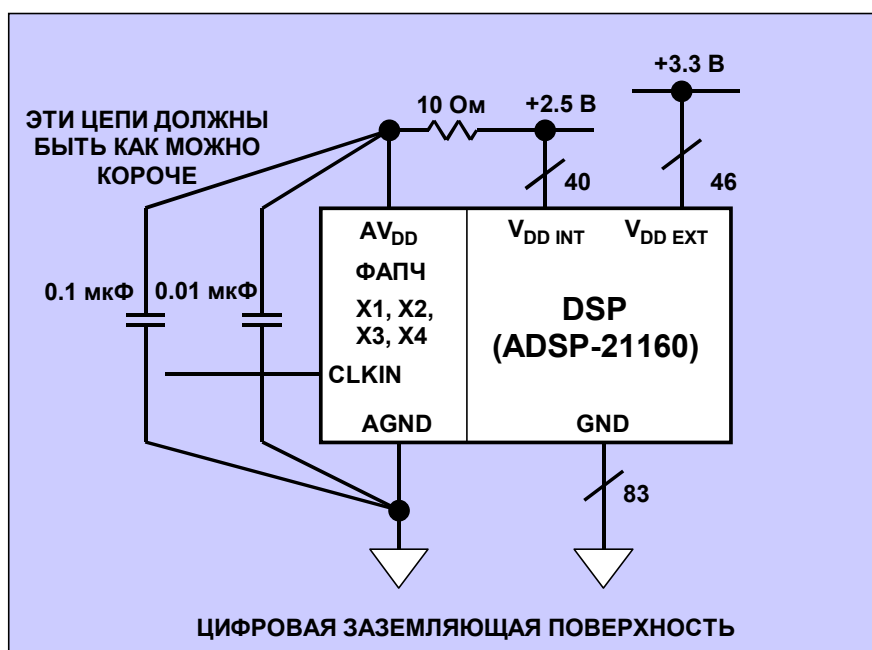 +3.3 В
10 Ом
+2.5 В
ЭТИ ЦЕПИ ДОЛЖНЫ
БЫТЬ КАК МОЖНО
КОРОЧЕ
40
46
AVDD
VDD INT
VDD EXT
ФАПЧ
0.1 мкФ
0.01 мкФ
X1, X2,
X3, X4
DSP
(ADSP-21160)
CLKIN
AGND
GND
83
ЦИФРОВАЯ ЗАЗЕМЛЯЮЩАЯ ПОВЕРХНОСТЬ